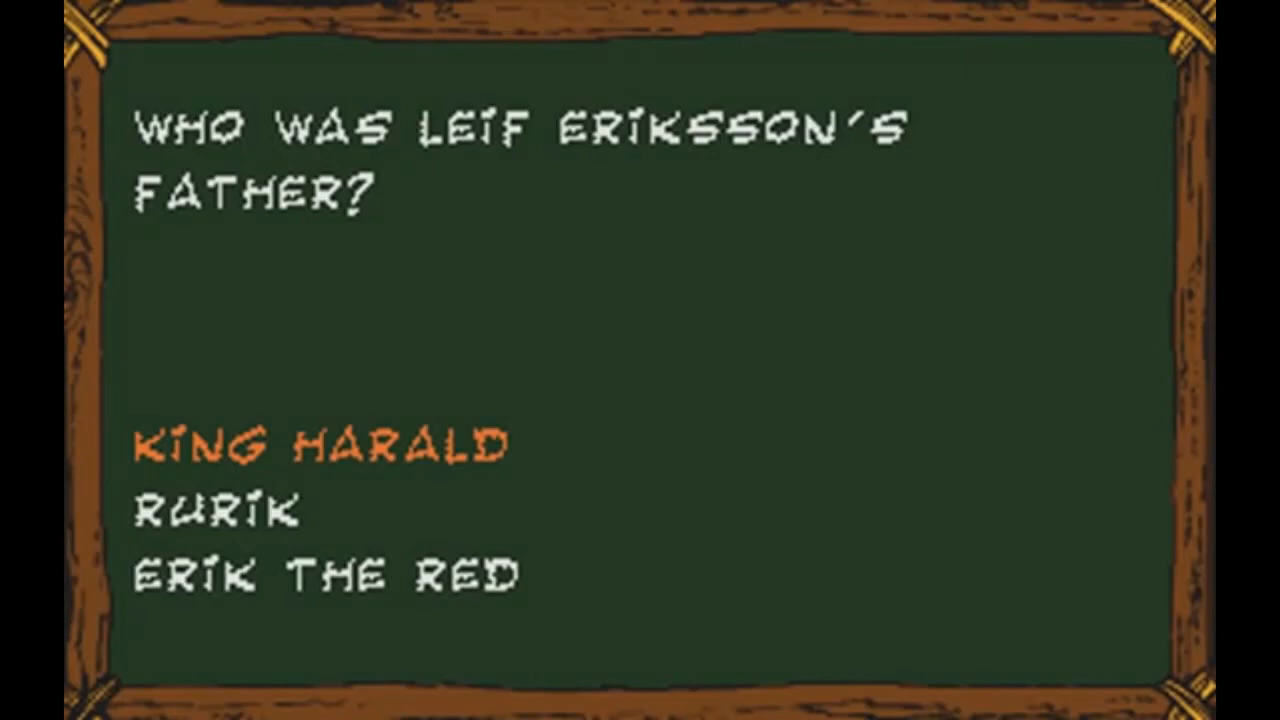 WHO WAS LEIF ERIKSSON'S
FATHER?
KING HARALD
RURIK
ERIK THE RED